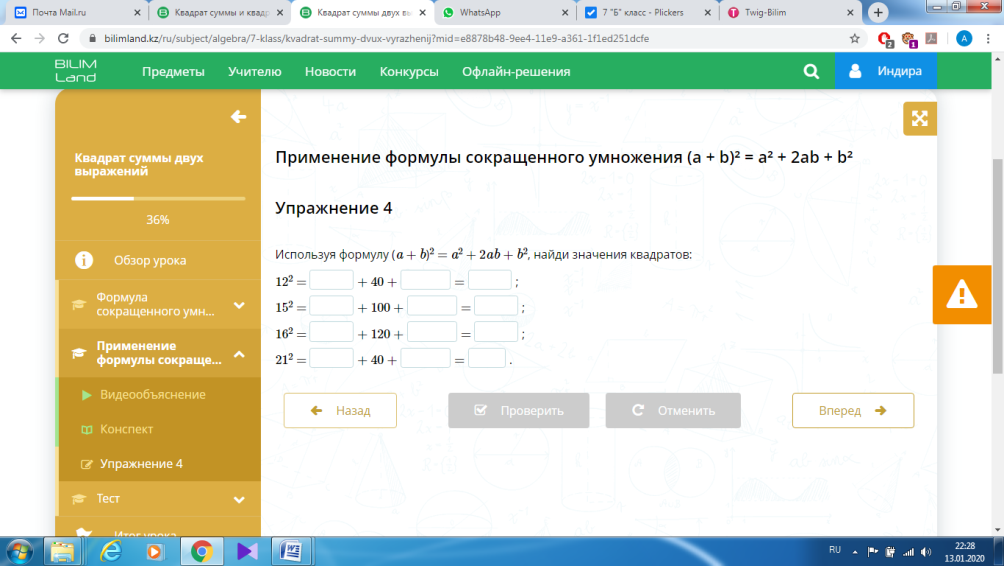 Почта Mail.ru
Квадрат суммы и квадр
Квадрат суммы двух вы
WhatsApp
7 "Б" класс - Plickers
Twig-Bilim
bilimland.kz/ru/subject/algebra/7-klass/kvadrat-summy-dvux-vyrazhenij?mid=e8878b48-9ee4-11e9-a361-1f1ed251dcfe
2
1
A
BILIM
Land
Предметы
Учителю
Новости
Конкурсы
Офлайн-решения
Индира
Квадрат суммы двух
выражений
36%
Обзор урока
Формула
сокращенного умн...
Применение
формулы сокраще...
Видеообъяснение
Конспект
Упражнение 4
Тест
Итог урока
Применение формулы сокращенного умножения (a + b)² = a² + 2ab + b²
Упражнение 4
Используя формулу (a + b)² = a² + 2ab + b², найди значения квадратов:
12² = + 40 + = ;
15² = + 100 + = ;
16² = + 120 + = ;
21² = + 40 + = .
Назад
Проверить
Отменить
Вперед
RU
22:28
13.01.2020